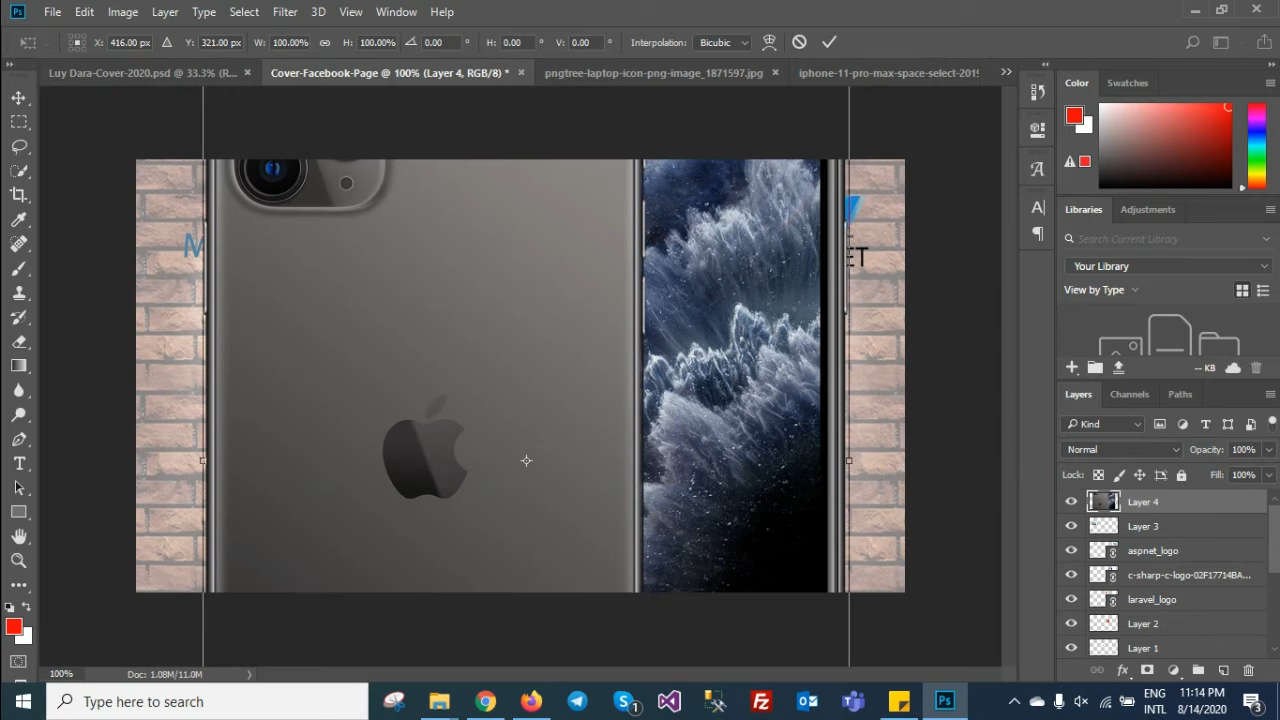 Ps File Edit Image Layer Type Select Filter 3D View Window Help
X: 416.00 px Y: 321.00 px W: 100.00% H: 100.00% 0.00 ° H: 0.00 ° V: 0.00 ° Interpolation: Bicubic
Luy Dara-Cover-2020.psd @ 33.3% (R... × Cover-Facebook-Page @ 100% (Layer 4, RGB/8) * × pngtree-laptop-icon-png-image_1871597.jpg × iphone-11-pro-max-space-select-2019
Color Swatches
M
ET
Libraries Adjustments
Search Current Library
Your Library
View by Type
-- KB
Layers Channels Paths
Kind
Normal Opacity: 100%
Lock: Fill: 100%
Layer 4
Layer 3
aspnet_logo
c-sharp-c-logo-02F17714BA...
laravel_logo
Layer 2
Layer 1
100% Doc: 1.08M/11.0M
Type here to search
1
ENG
INTL
11:14 PM
8/14/2020
3